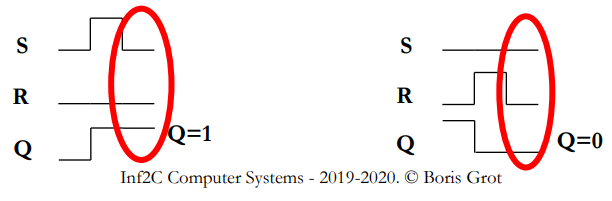 S S
R R
Q Q=1 Q Q=0
Inf2C Computer Systems - 2019-2020. © Boris Grot